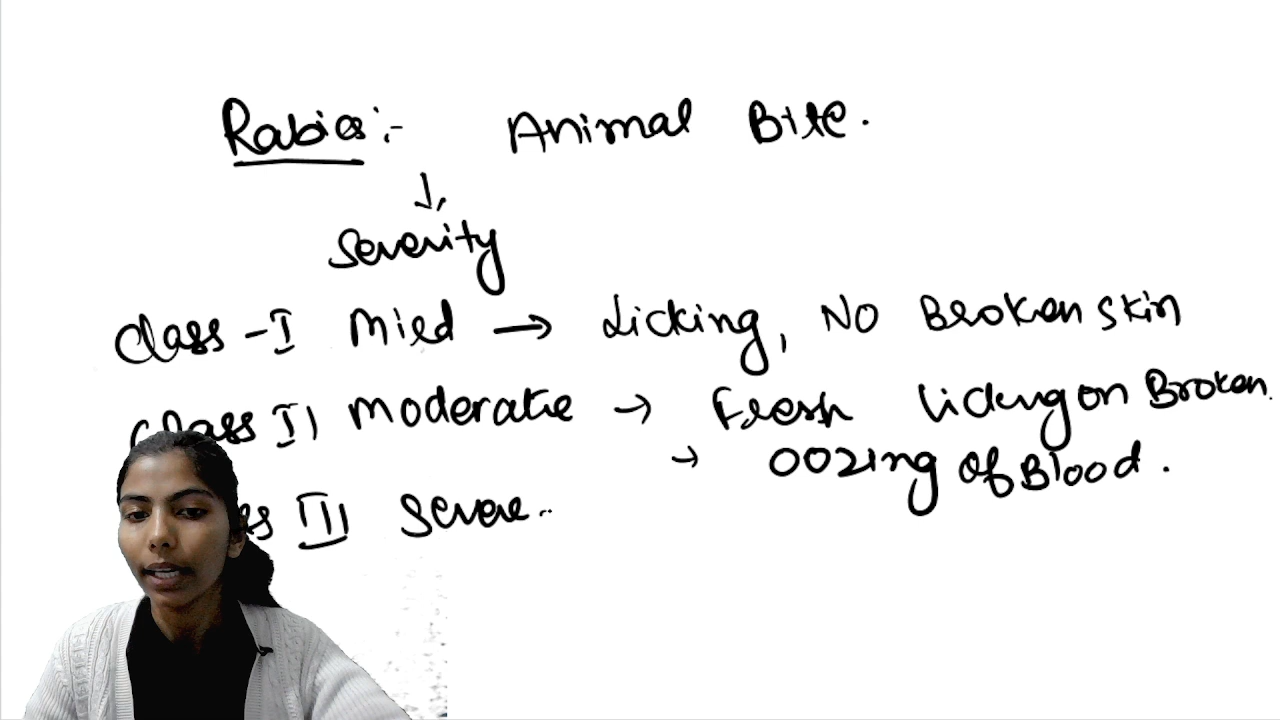 Rabies:- Animal Bite.
Severity
Class - I Mild → Licking, No Broken skin
Class II Moderate → Fresh licking on Broken.
→ oozing of Blood.
III Severe..